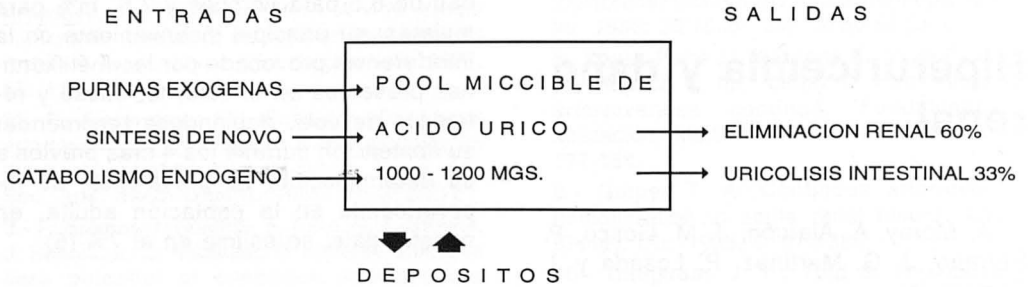 ENTRADAS
SALIDAS
PURINAS EXOGENAS
POOL MICCIBLE DE
SINTESIS DE NOVO
ACIDO URICO
ELIMINACION RENAL 60%
CATABOLISMO ENDOGENO
1000 - 1200 MGS.
URICOLISIS INTESTINAL 33%
DEPOSITOS